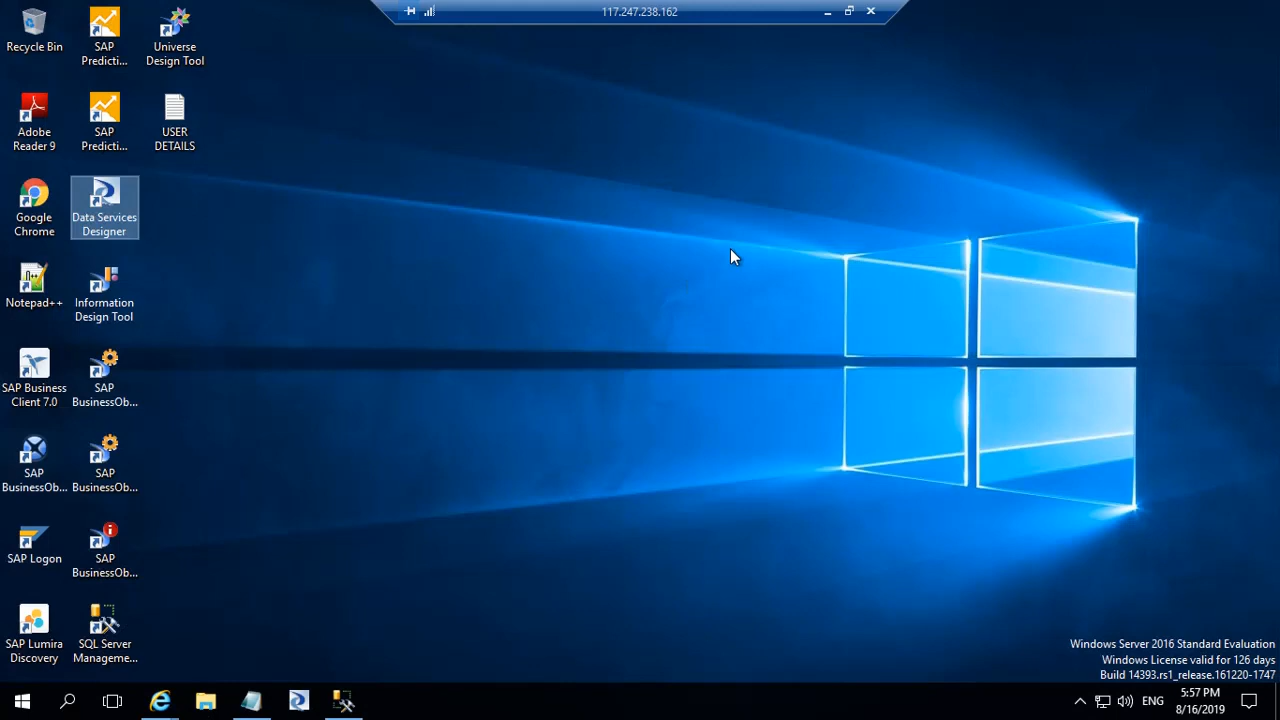 117.247.238.162
Recycle Bin
SAP
Predicti...
Universe
Design Tool
Adobe
Reader 9
SAP
Predicti...
USER
DETAILS
Google
Chrome
Data Services
Designer
Notepad++
Information
Design Tool
SAP Business
Client 7.0
SAP
BusinessOb...
SAP
BusinessOb...
SAP
BusinessOb...
SAP Logon
SAP
BusinessOb...
SAP Lumira
Discovery
SQL Server
Manageme...
Windows Server 2016 Standard Evaluation
Windows License valid for 126 days
Build 14393.rs1_release.161220-1747
ENG
5:57 PM
8/16/2019